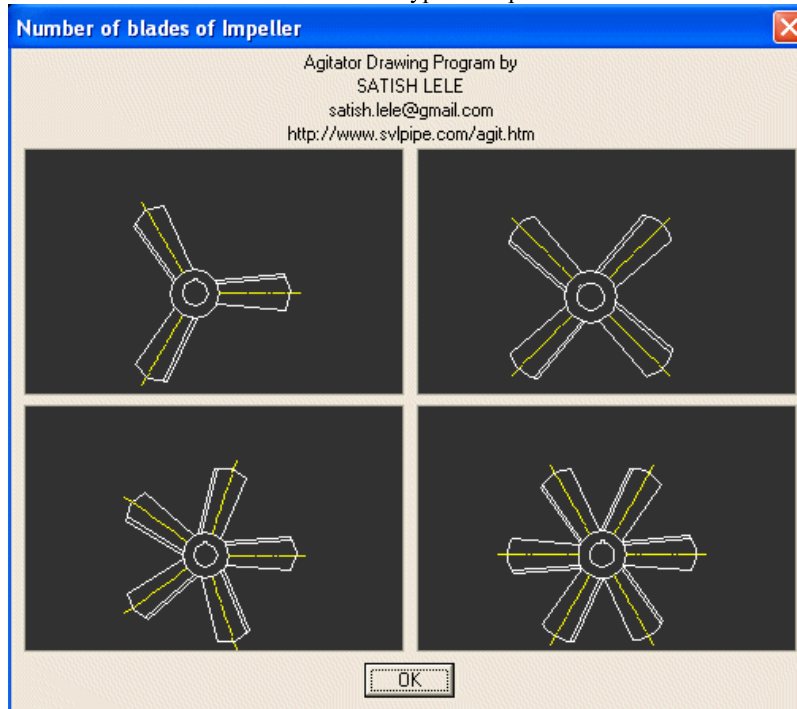 Number of blades of Impeller
Agitator Drawing Program by
SATISH LELE
satish.lele@gmail.com
http://www.svlpipe.com/agit.htm
OK